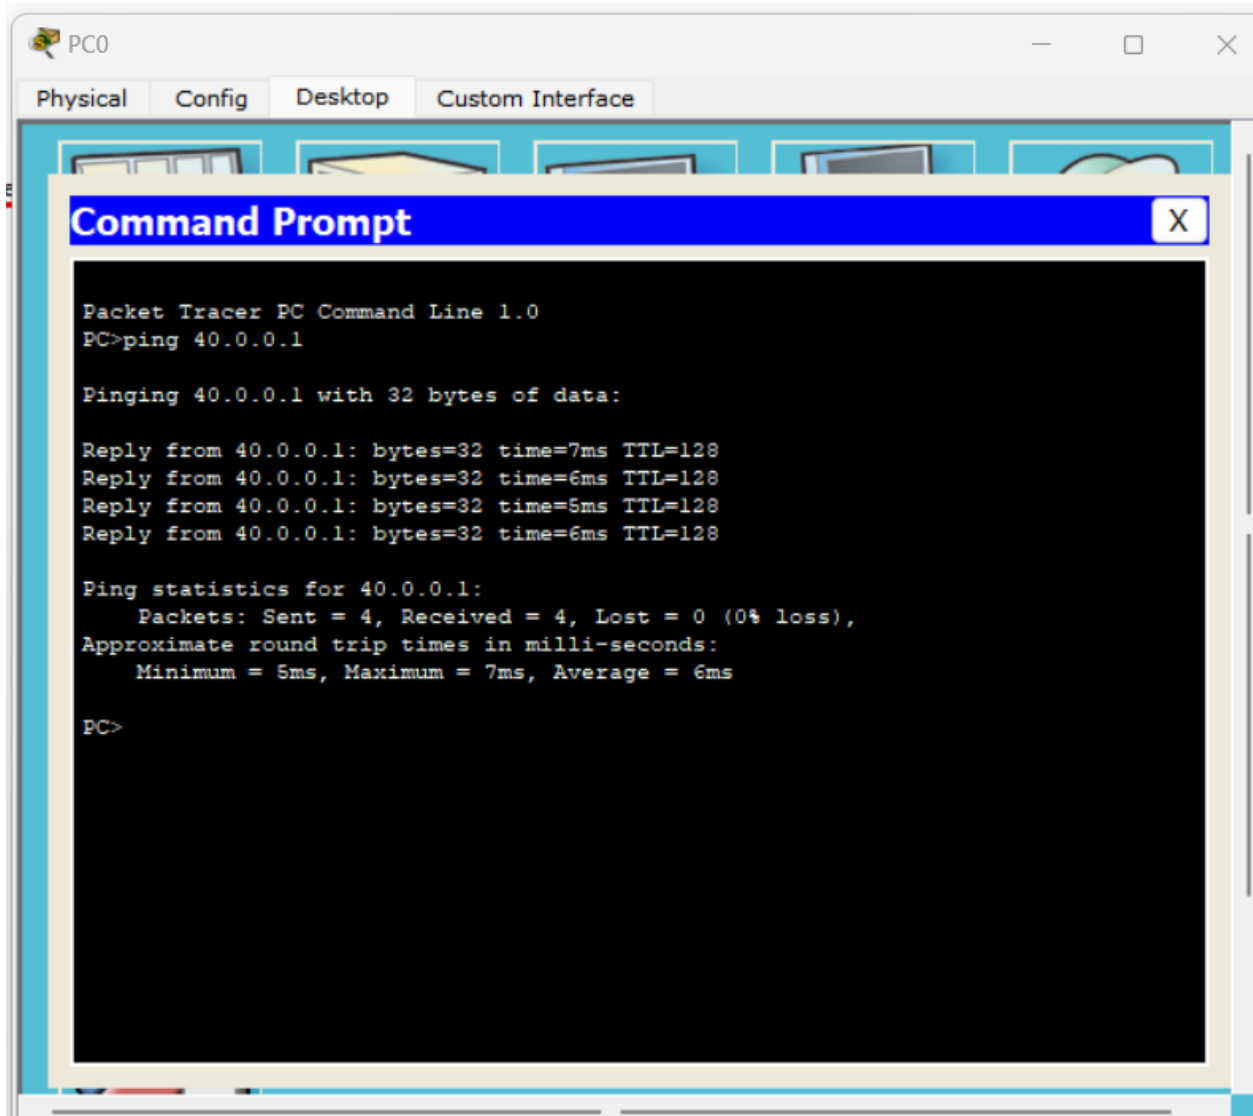 PC0
Physical Config Desktop Custom Interface
Command Prompt X
Packet Tracer PC Command Line 1.0
PC>ping 40.0.0.1
Pinging 40.0.0.1 with 32 bytes of data:
Reply from 40.0.0.1: bytes=32 time=7ms TTL=128
Reply from 40.0.0.1: bytes=32 time=6ms TTL=128
Reply from 40.0.0.1: bytes=32 time=5ms TTL=128
Reply from 40.0.0.1: bytes=32 time=6ms TTL=128
Ping statistics for 40.0.0.1:
Packets: Sent = 4, Received = 4, Lost = 0 (0% loss),
Approximate round trip times in milli-seconds:
Minimum = 5ms, Maximum = 7ms, Average = 6ms
PC>